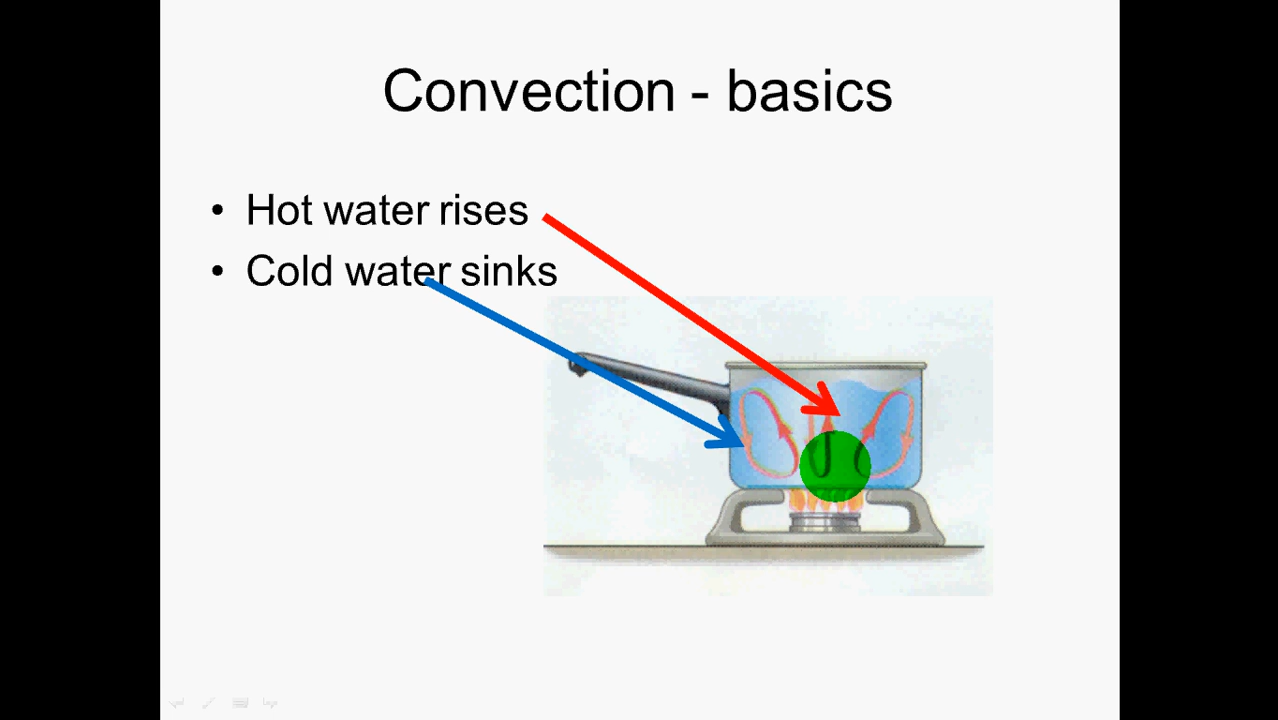 Convection - basics
• Hot water rises
• Cold water sinks